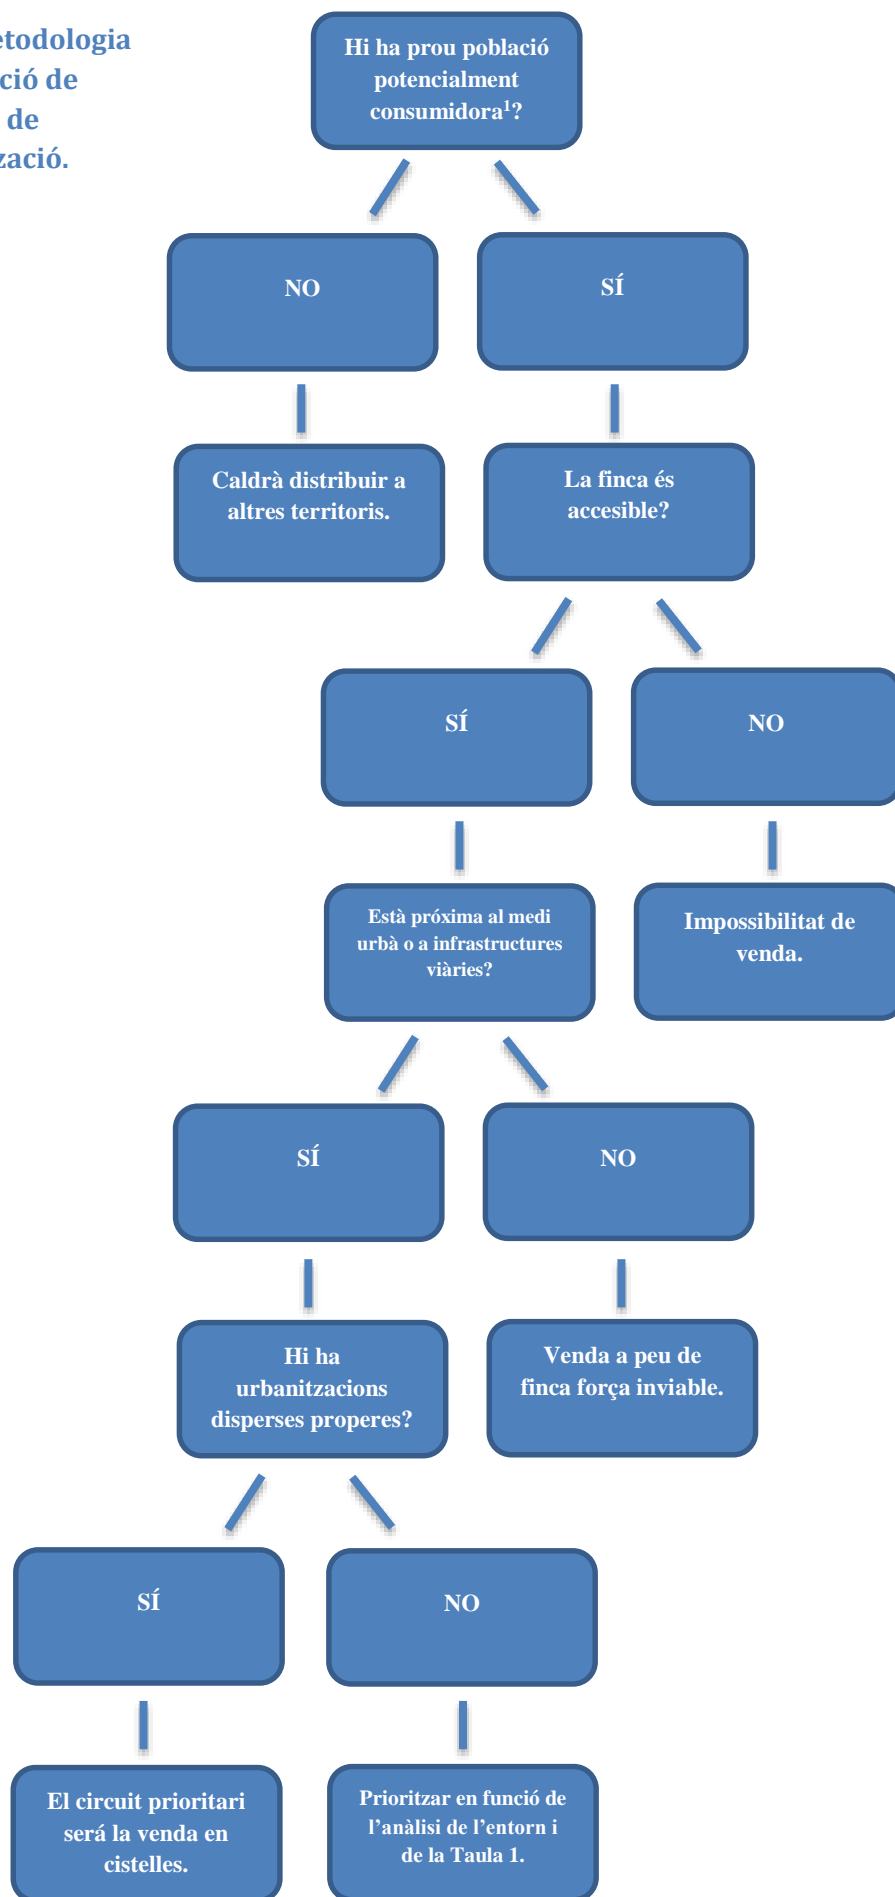 etodologia
ció de
de
zació.
Hi ha prou població
potencialment
consumidora¹?
NO
SÍ
Caldrà distribuir a
altres territoris.
La finca és
accesible?
SÍ
NO
Està próxima al medi
urbà o a infrastructures
viàries?
Impossibilitat de
venda.
SÍ
NO
Hi ha
urbanitzacions
disperses properes?
Venda a peu de
finca força inviable.
SÍ
NO
El circuit prioritari
será la venda en
cistelles.
Prioritzar en funció de
l’anàlisi de l’entorn i
de la Taula 1.